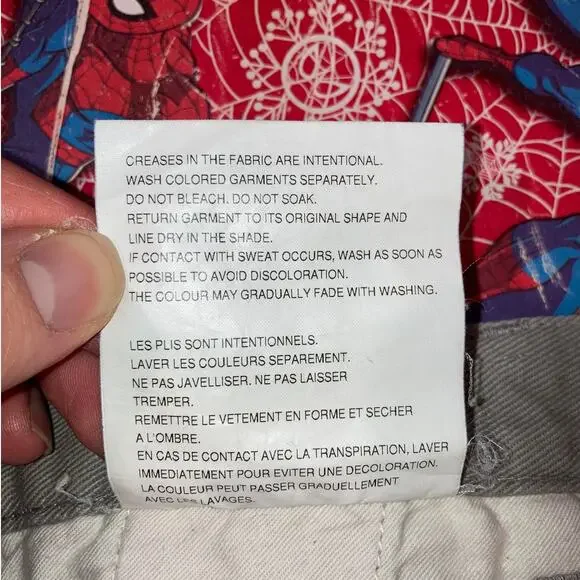 CREASES IN THE FABRIC ARE INTENTIONAL.
WASH COLORED GARMENTS SEPARATELY.
DO NOT BLEACH. DO NOT SOAK.
RETURN GARMENT TO ITS ORIGINAL SHAPE AND
LINE DRY IN THE SHADE.
IF CONTACT WITH SWEAT OCCURS, WASH AS SOON AS
POSSIBLE TO AVOID DISCOLORATION.
THE COLOUR MAY GRADUALLY FADE WITH WASHING.
LES PLIS SONT INTENTIONNELS.
LAVER LES COULEURS SEPAREMENT.
NE PAS JAVELLISER. NE PAS LAISSER
TREMPER.
REMETTRE LE VETEMENT EN FORME ET SECHER
A L'OMBRE.
EN CAS DE CONTACT AVEC LA TRANSPIRATION, LAVER
IMMEDIATEMENT POUR EVITER UNE DECOLORATION.
LA COULEUR PEUT PASSER GRADUELLEMENT
AVEC LES LAVAGES.